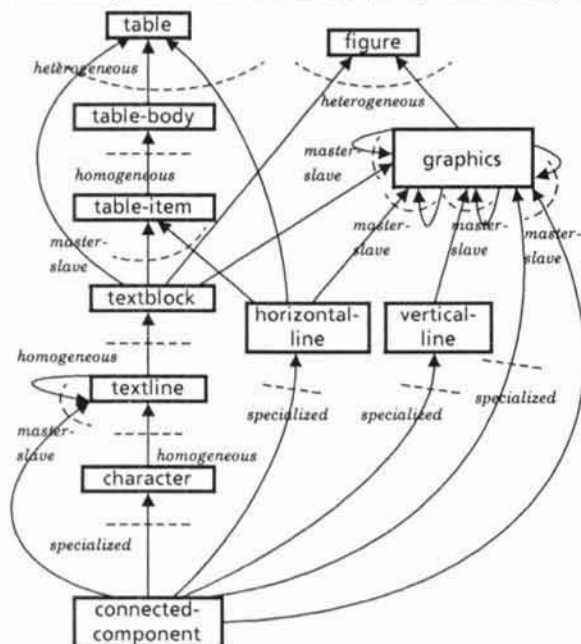 table
figure
heterogeneous
heterogeneous
table-body
master-
slave
graphics
homogeneous
table-item
master-
slave
master-
slave
master-
slave
master-
slave
textblock
horizontal-
line
vertical-
line
homogeneous
textline
specialized
specialized
specialized
master-
slave
homogeneous
character
specialized
connected-
component